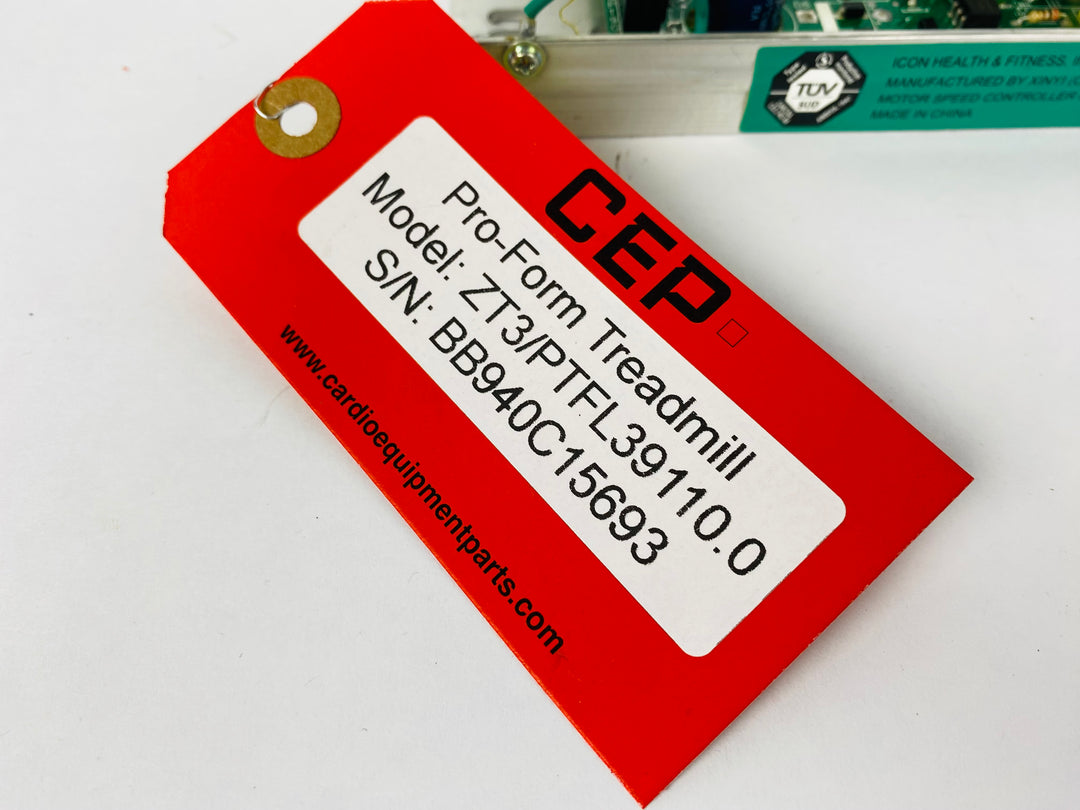 CEP
Pro-Form Treadmill
Model: ZT3/PTFL39110.0
S/N: BB940C15693
www.cardioequipmentparts.com
TÜV
SUD
ICON HEALTH & FITNESS,
MANUFACTURED BY XINYI
MOTOR SPEED CONTROLLER
MADE IN CHINA